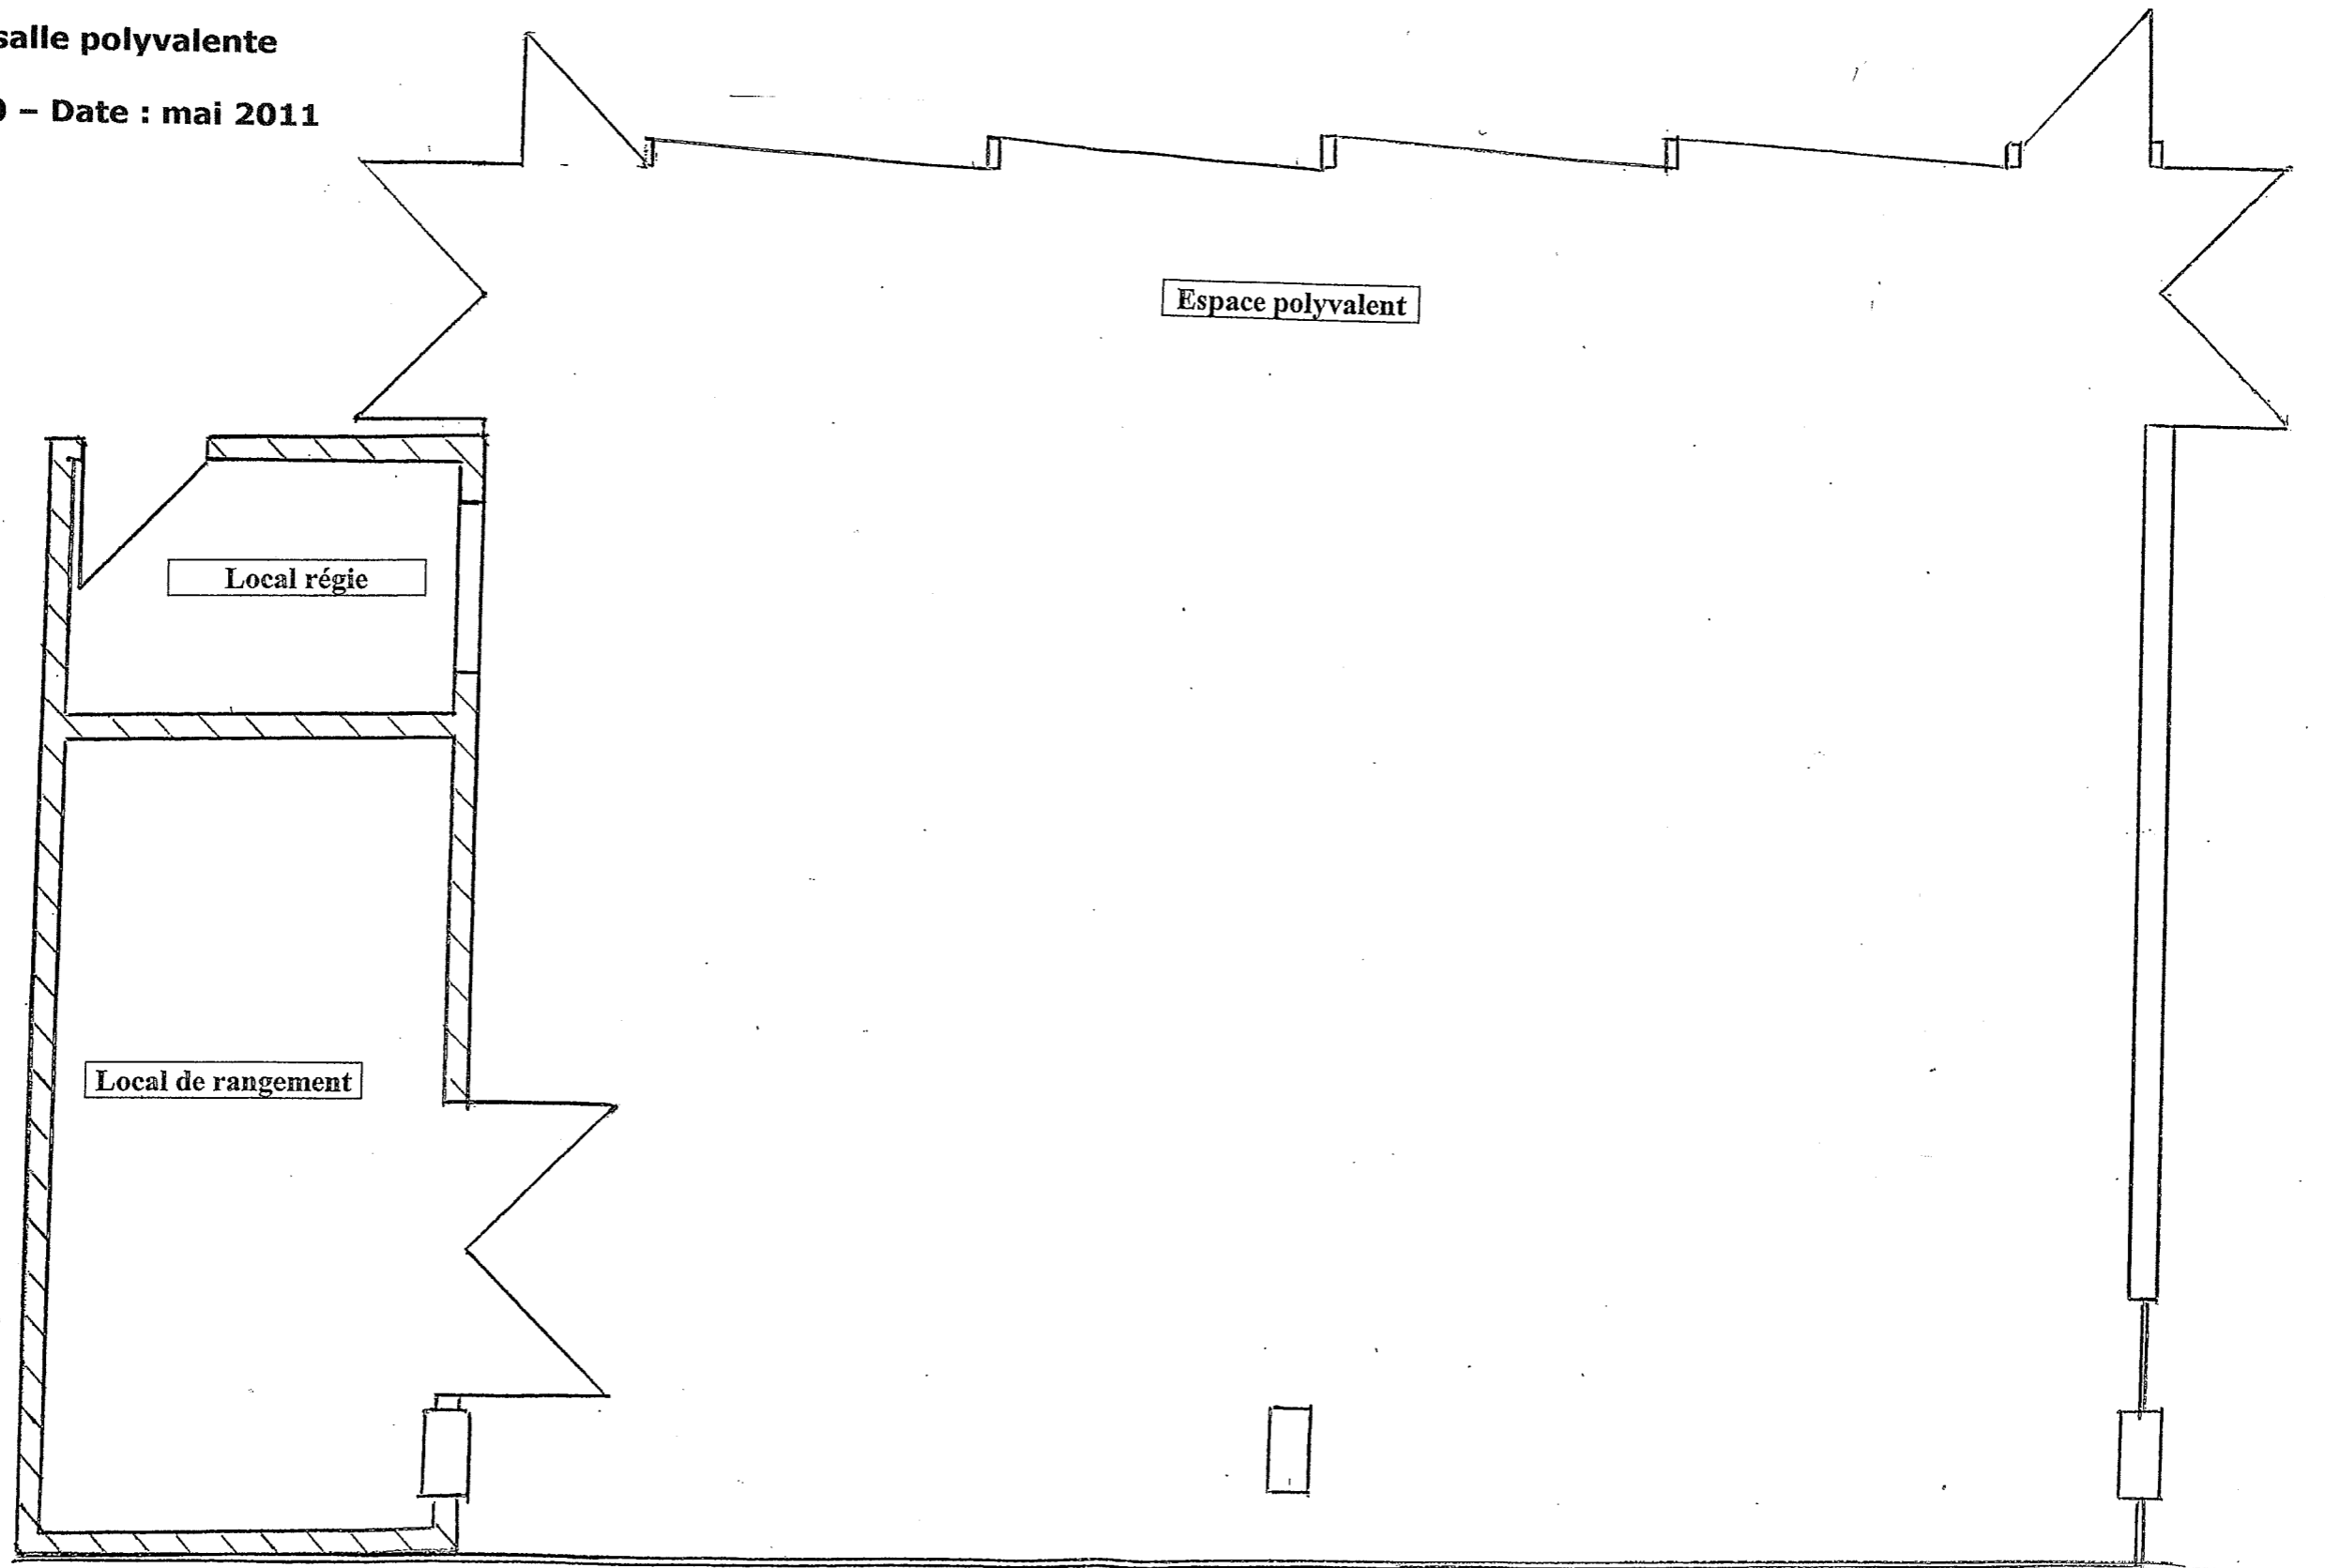 salle polyvalente
– Date : mai 2011
Espace polyvalent
Local régie
Local de rangement